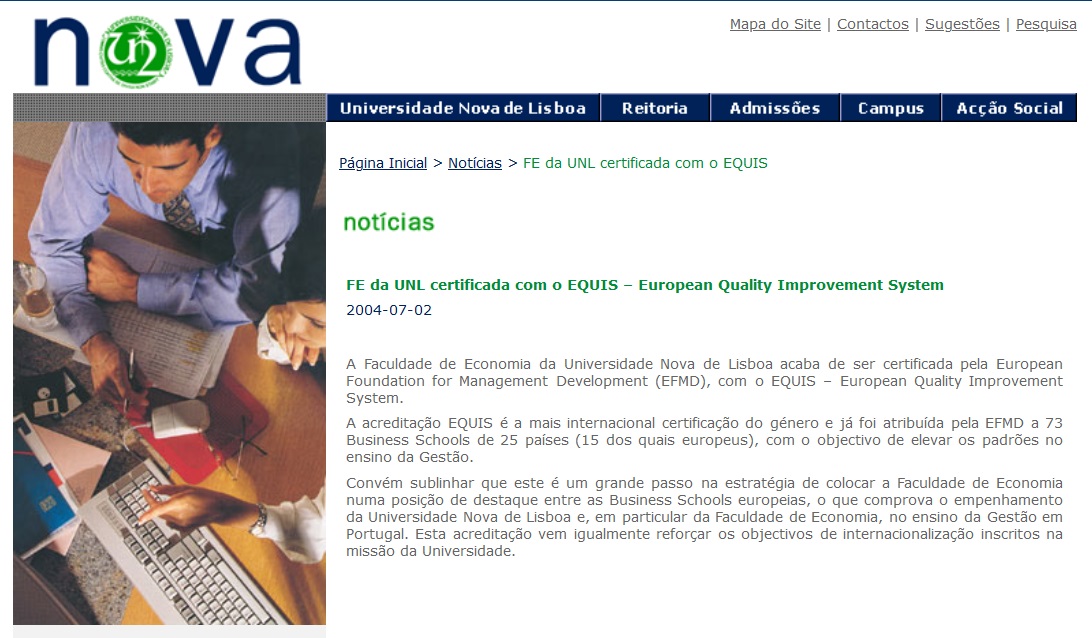 nova
Mapa do Site | Contactos | Sugestões | Pesquisa
Universidade Nova de Lisboa Reitoria Admissões Campus Acção Social
Página Inicial > Notícias > FE da UNL certificada com o EQUIS
notícias
FE da UNL certificada com o EQUIS – European Quality Improvement System
2004-07-02
A Faculdade de Economia da Universidade Nova de Lisboa acaba de ser certificada pela European
Foundation for Management Development (EFMD), com o EQUIS – European Quality Improvement
System.
A acreditação EQUIS é a mais internacional certificação do género e já foi atribuída pela EFMD a 73
Business Schools de 25 países (15 dos quais europeus), com o objectivo de elevar os padrões no
ensino da Gestão.
Convém sublinhar que este é um grande passo na estratégia de colocar a Faculdade de Economia
numa posição de destaque entre as Business Schools europeias, o que comprova o empenhamento
da Universidade Nova de Lisboa e, em particular da Faculdade de Economia, no ensino da Gestão em
Portugal. Esta acreditação vem igualmente reforçar os objectivos de internacionalização inscritos na
missão da Universidade.